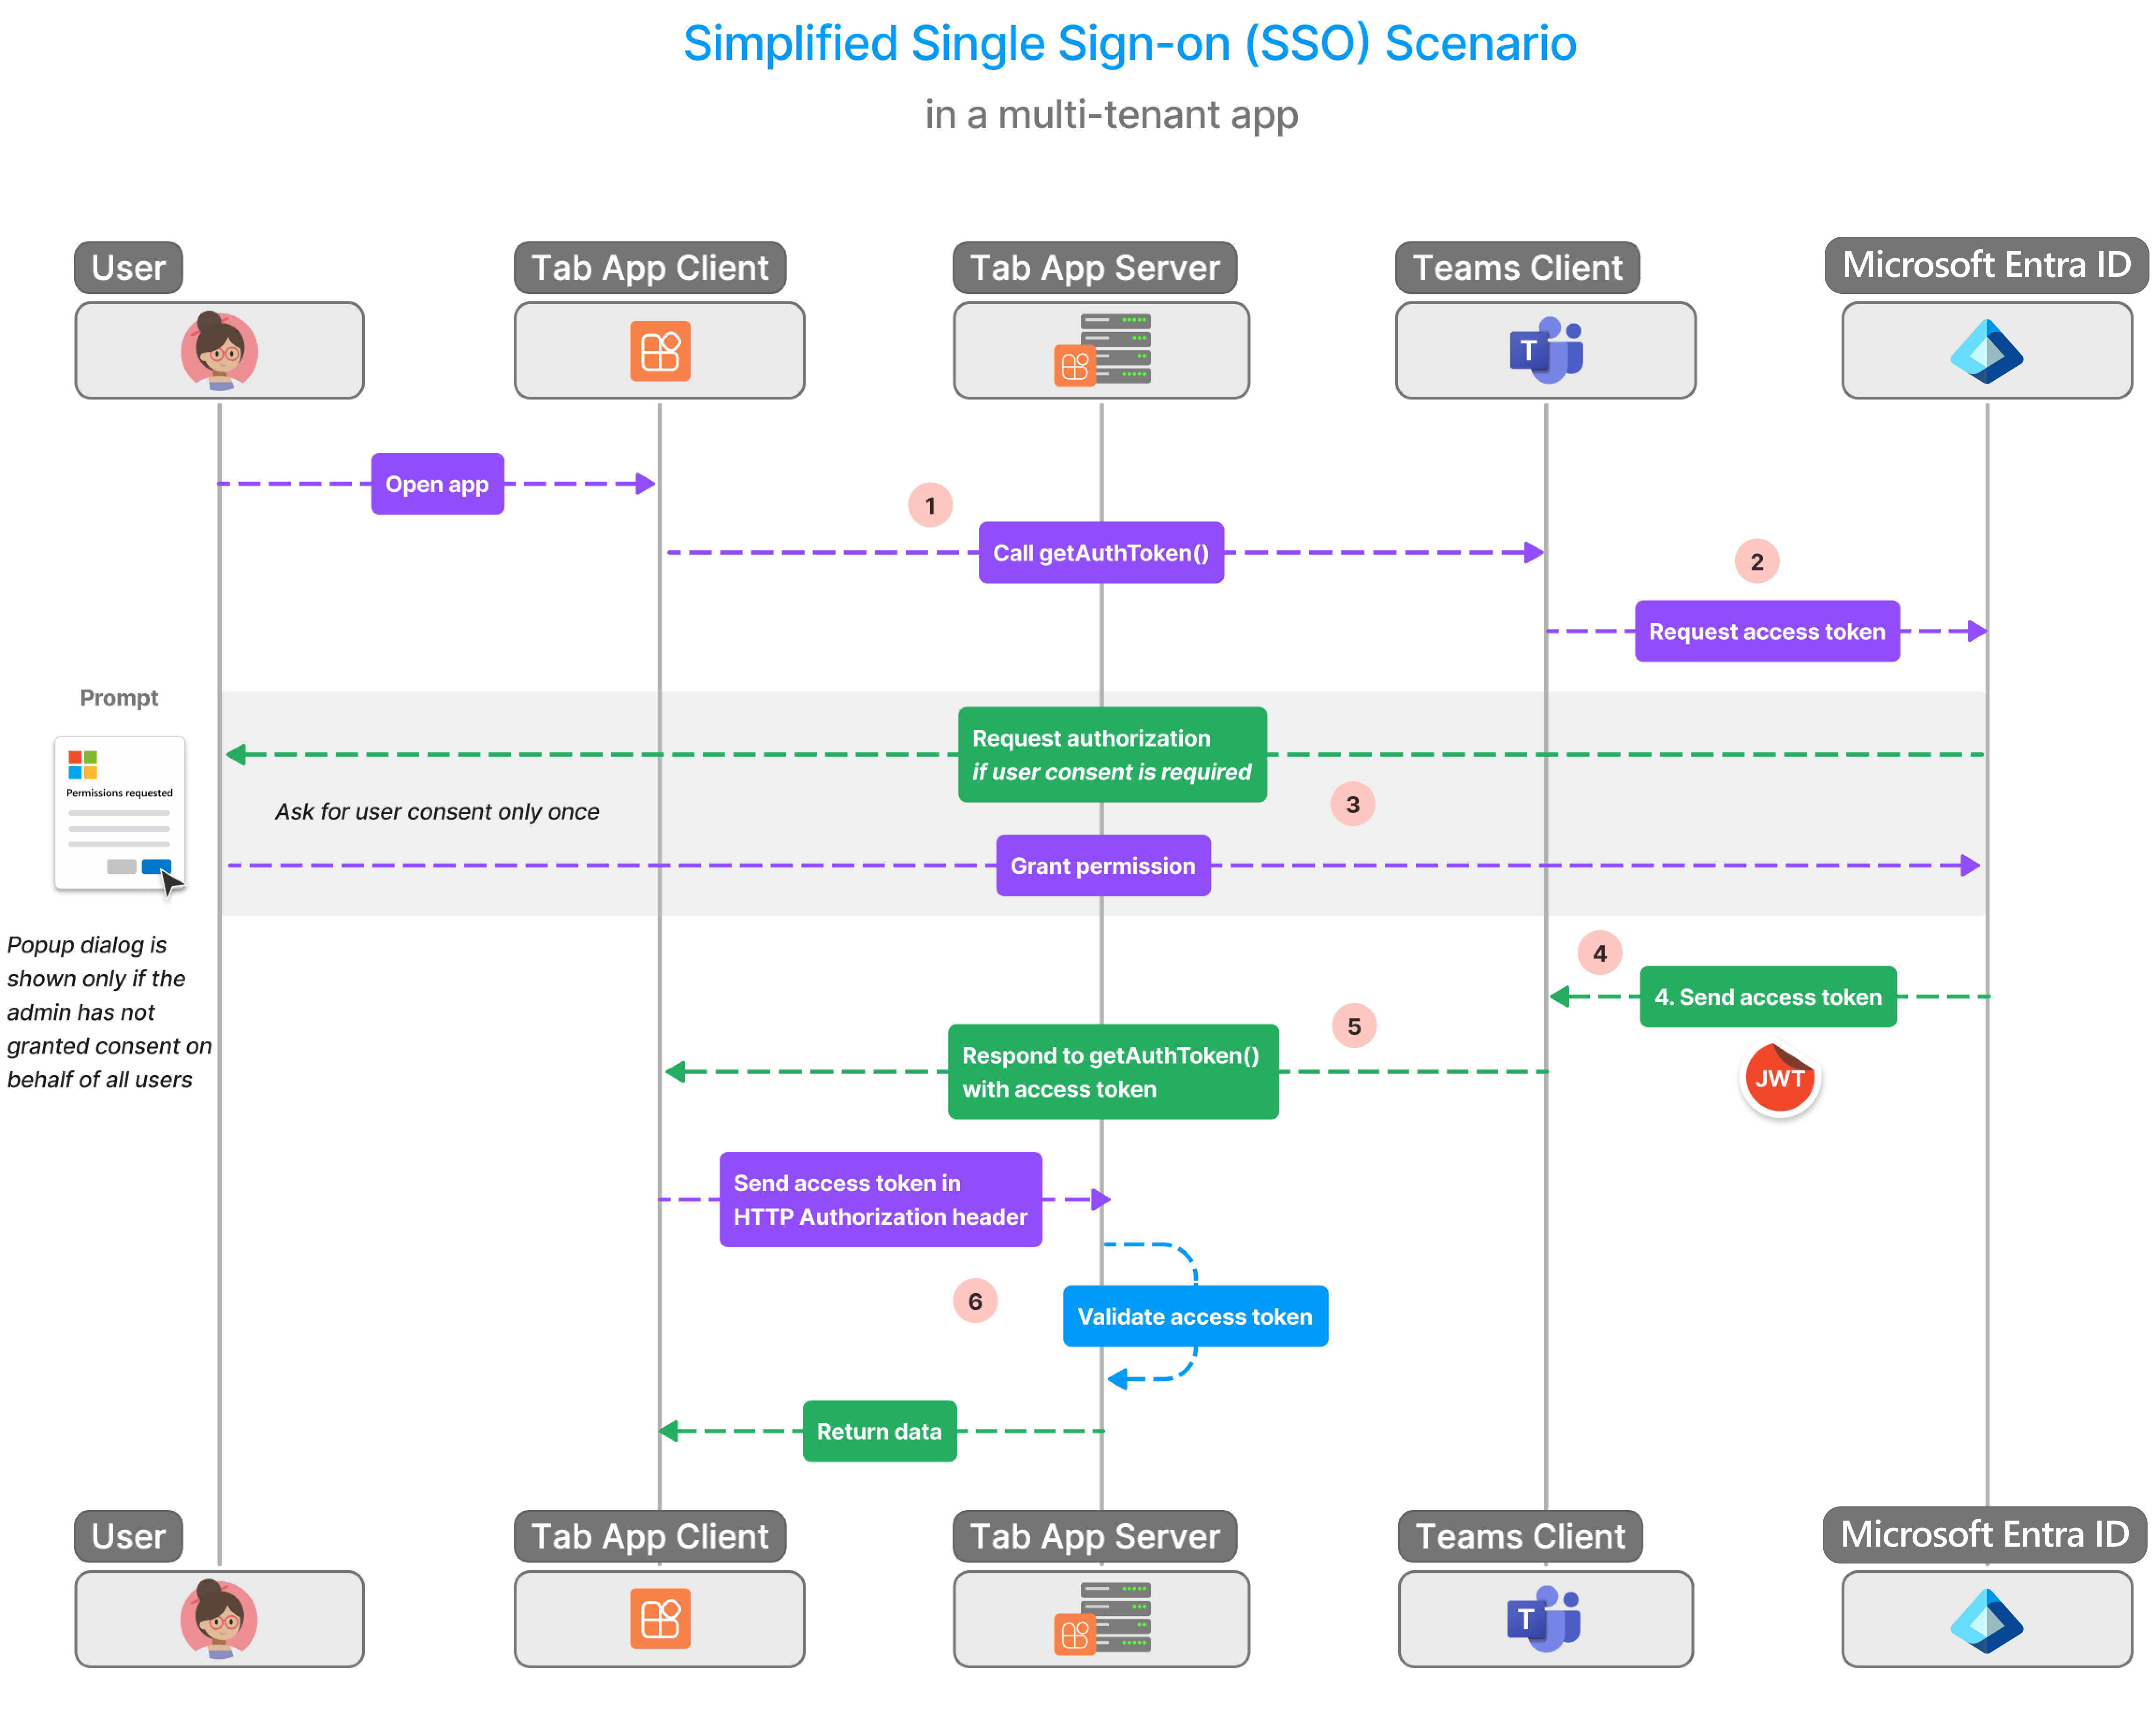 Simplified Single Sign-on (SSO) Scenario
in a multi-tenant app
User
Tab App Client
Tab App Server
Teams Client
Microsoft Entra ID
T
Open app
1
Call getAuthToken()
2
Request access token
Prompt
Permissions requested
Request authorization
if user consent is required
3
Ask for user consent only once
Grant permission
Popup dialog is
shown only if the
admin has not
granted consent on
behalf of all users
4
4. Send access token
JWT
5
Respond to getAuthToken()
with access token
Send access token in
HTTP Authorization header
6
Validate access token
Return data
User
Tab App Client
Tab App Server
Teams Client
Microsoft Entra ID
T